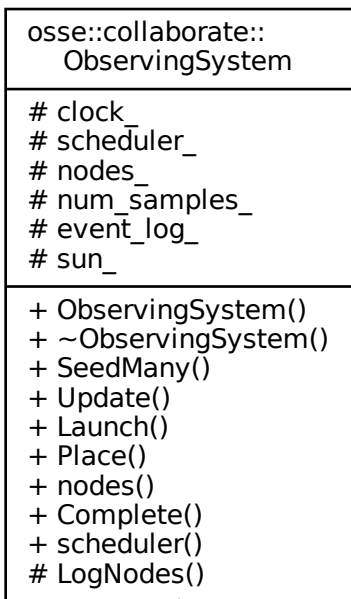 osse::collaborate::
ObservingSystem
# clock_
# scheduler_
# nodes_
# num_samples_
# event_log_
# sun_
+ ObservingSystem()
+ ~ObservingSystem()
+ SeedMany()
+ Update()
+ Launch()
+ Place()
+ nodes()
+ Complete()
+ scheduler()
# LogNodes()